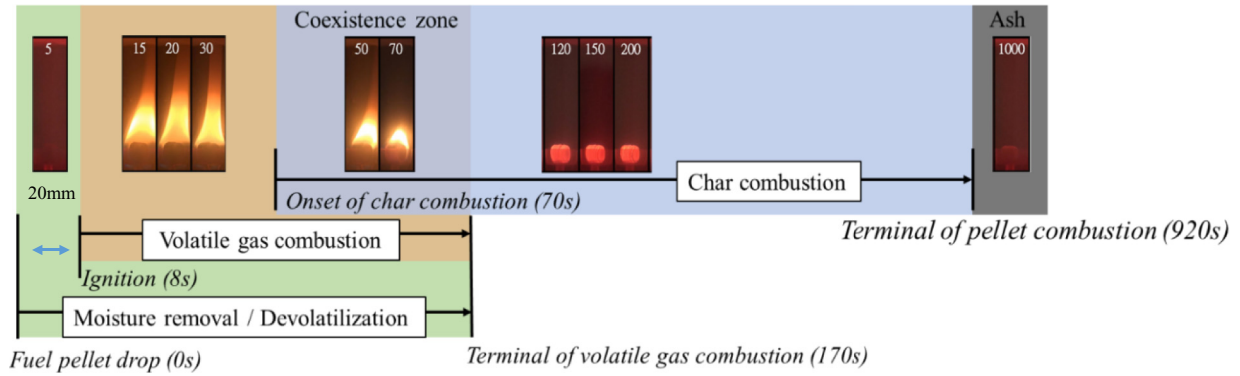 Coexistence zone
Ash
5
15 20 30
50 70
120 150 200
1000
20mm
Char combustion
Onset of char combustion (70s)
Terminal of pellet combustion (920s)
Volatile gas combustion
Ignition (8s)
Moisture removal / Devolatilization
Fuel pellet drop (0s)
Terminal of volatile gas combustion (170s)